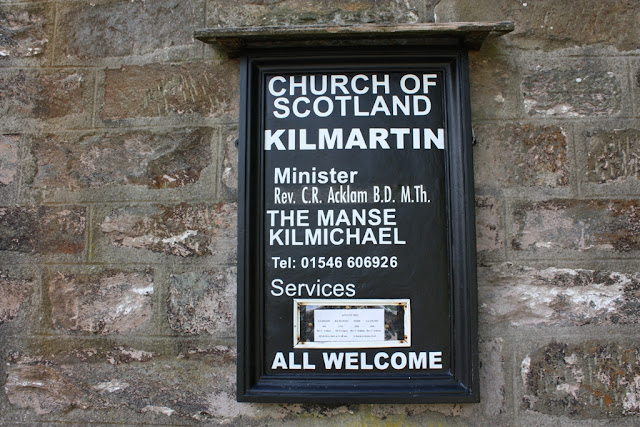 CHURCH OF
SCOTLAND
KILMARTIN
Minister
Rev. C.R. Acklam B.D. M.Th.
THE MANSE
KILMICHAEL
Tel: 01546 606926
Services
ALL WELCOME